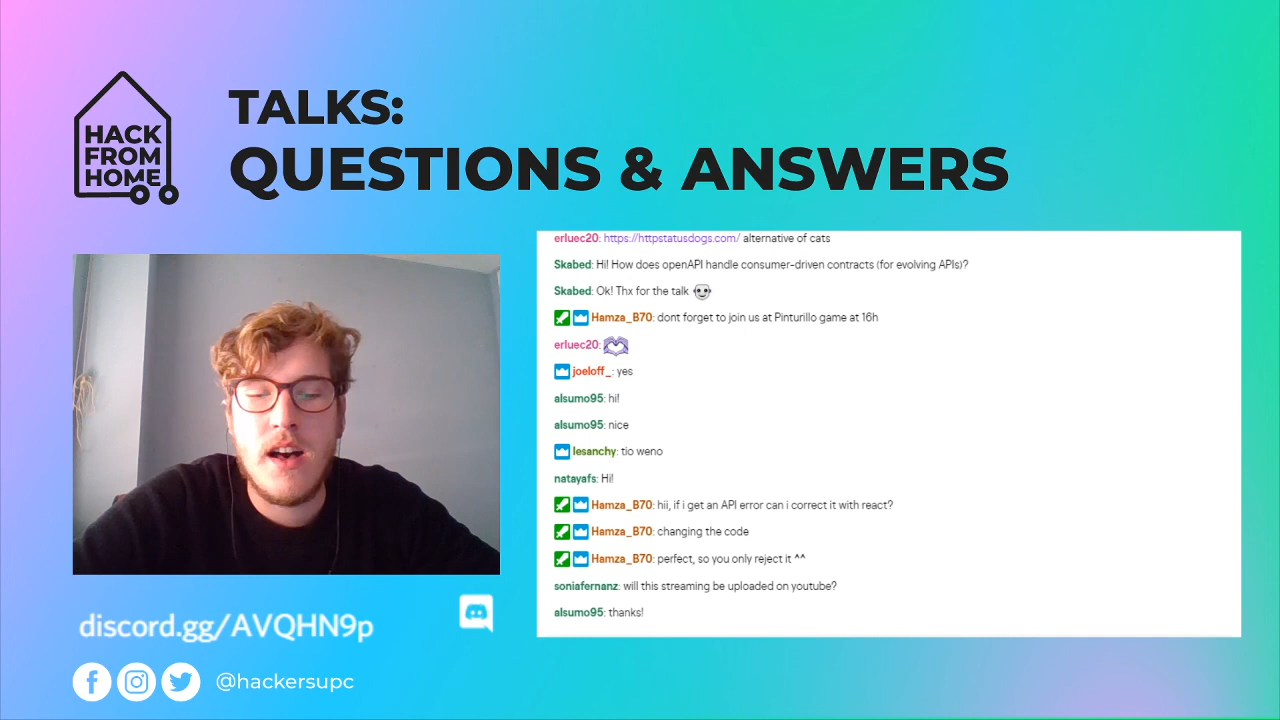 HACK
FROM
HOME
TALKS:
QUESTIONS & ANSWERS
erluec20: https://httpstatusdogs.com/ alternative of cats
Skabed: Hi! How does openAPI handle consumer-driven contracts (for evolving APIs)?
Skabed: Ok! Thx for the talk
Hamza_B70: dont forget to join us at Pinturillo game at 16h
erluec20:
joeloff_: yes
alsumo95: hi!
alsumo95: nice
lesanchy: tio weno
natayafs: Hi!
Hamza_B70: hii, if i get an API error can i correct it with react?
Hamza_B70: changing the code
Hamza_B70: perfect, so you only reject it ^^
soniafernanz: will this streaming be uploaded on youtube?
alsumo95: thanks!
discord.gg/AVQHN9p
@hackersupc